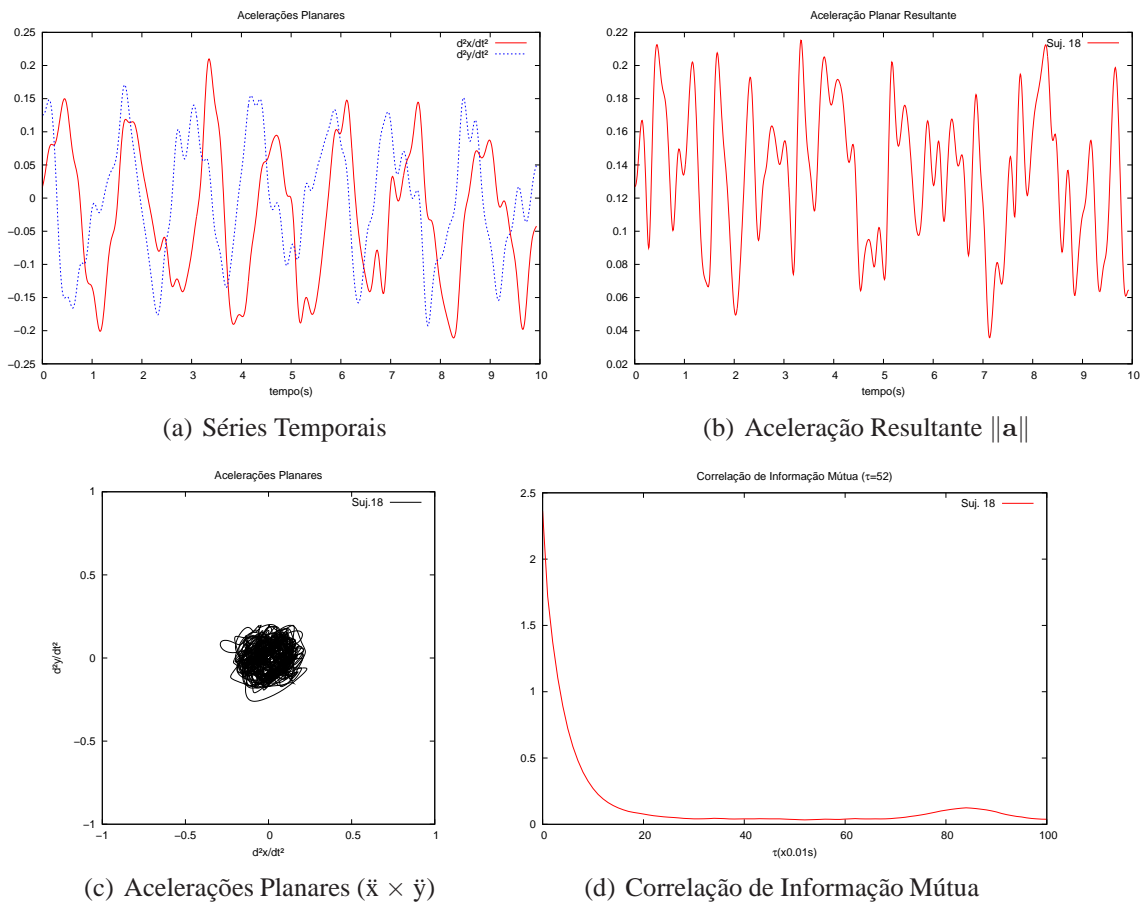 Acelerações Planares
d²x/dt²
d²y/dt²
0.25
0.2
0.15
0.1
0.05
0
−0.05
−0.1
−0.15
−0.2
−0.25
0 1 2 3 4 5 6 7 8 9 10
tempo(s)
(a) Séries Temporais
Aceleração Planar Resultante
Suj. 18
0.22
0.2
0.18
0.16
0.14
0.12
0.1
0.08
0.06
0.04
0.02
0 1 2 3 4 5 6 7 8 9 10
tempo(s)
(b) Aceleração Resultante ‖a‖
Acelerações Planares
Suj.18
1
0.5
0
−0.5
−1
d²y/dt²
−1 −0.5 0 0.5 1
d²x/dt²
(c) Acelerações Planares (ẍ × ÿ)
Correlação de Informação Mútua (τ=52)
Suj. 18
2.5
2
1.5
1
0.5
0
0 20 40 60 80 100
τ(x0.01s)
(d) Correlação de Informação Mútua